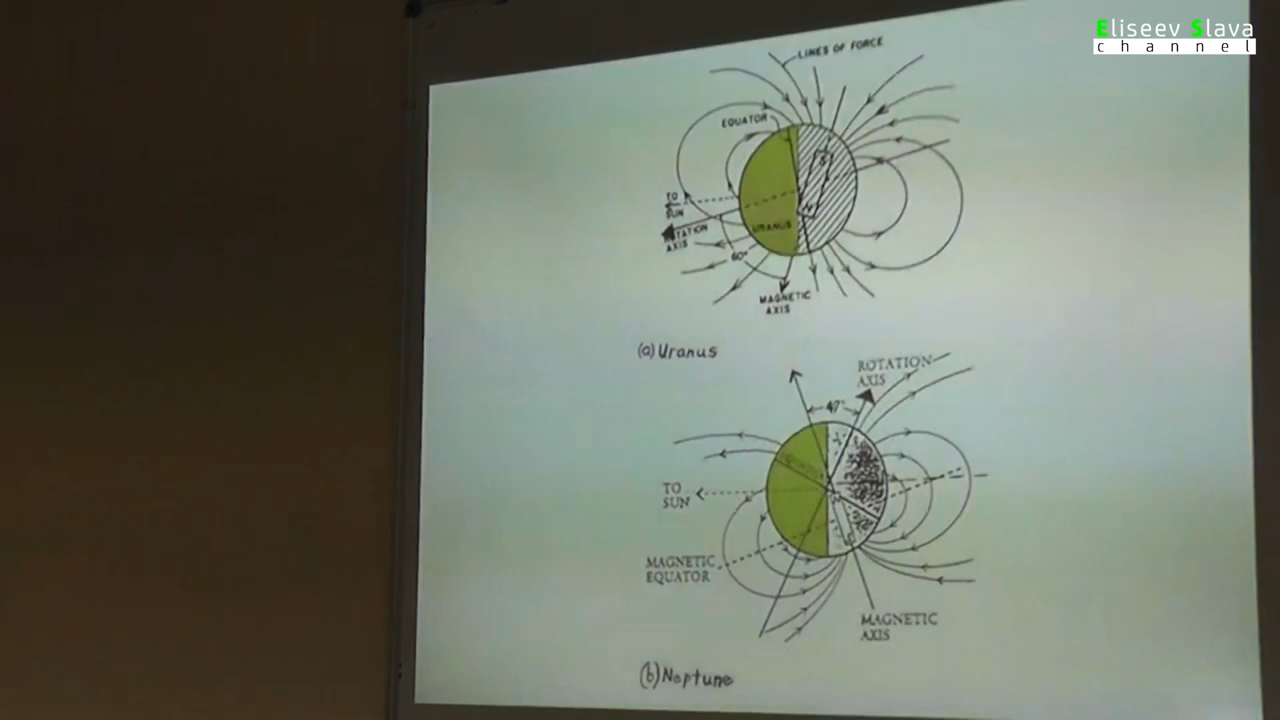 Eliseev Slava
channel
LINES OF FORCE
EQUATOR
TO
SUN
ROTATION
AXIS
URANUS
60°
MAGNETIC
AXIS
(a) Uranus
ROTATION
AXIS
47°
TO
SUN
MAGNETIC
EQUATOR
MAGNETIC
AXIS
(b) Neptune